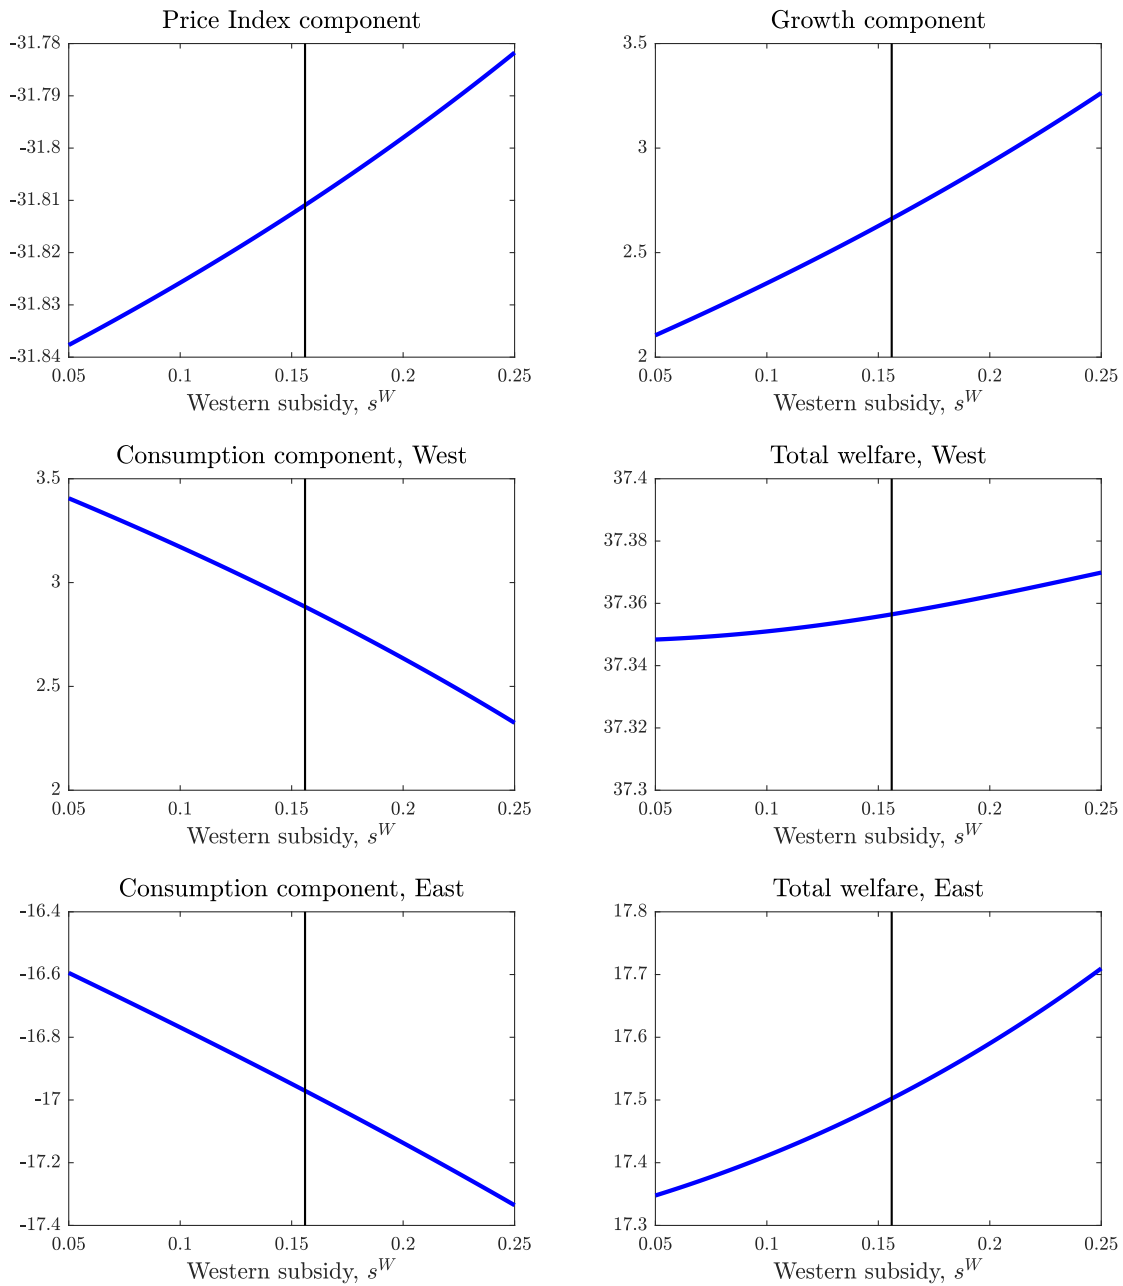 Price Index component
-31.78
-31.79
-31.8
-31.81
-31.82
-31.83
-31.84
0.05 0.1 0.15 0.2 0.25
Western subsidy, s^W
Growth component
3.5
3
2.5
2
0.05 0.1 0.15 0.2 0.25
Western subsidy, s^W
Consumption component, West
3.5
3
2.5
2
0.05 0.1 0.15 0.2 0.25
Western subsidy, s^W
Total welfare, West
37.4
37.38
37.36
37.34
37.32
37.3
0.05 0.1 0.15 0.2 0.25
Western subsidy, s^W
Consumption component, East
-16.4
-16.6
-16.8
-17
-17.2
-17.4
0.05 0.1 0.15 0.2 0.25
Western subsidy, s^W
Total welfare, East
17.8
17.7
17.6
17.5
17.4
17.3
0.05 0.1 0.15 0.2 0.25
Western subsidy, s^W